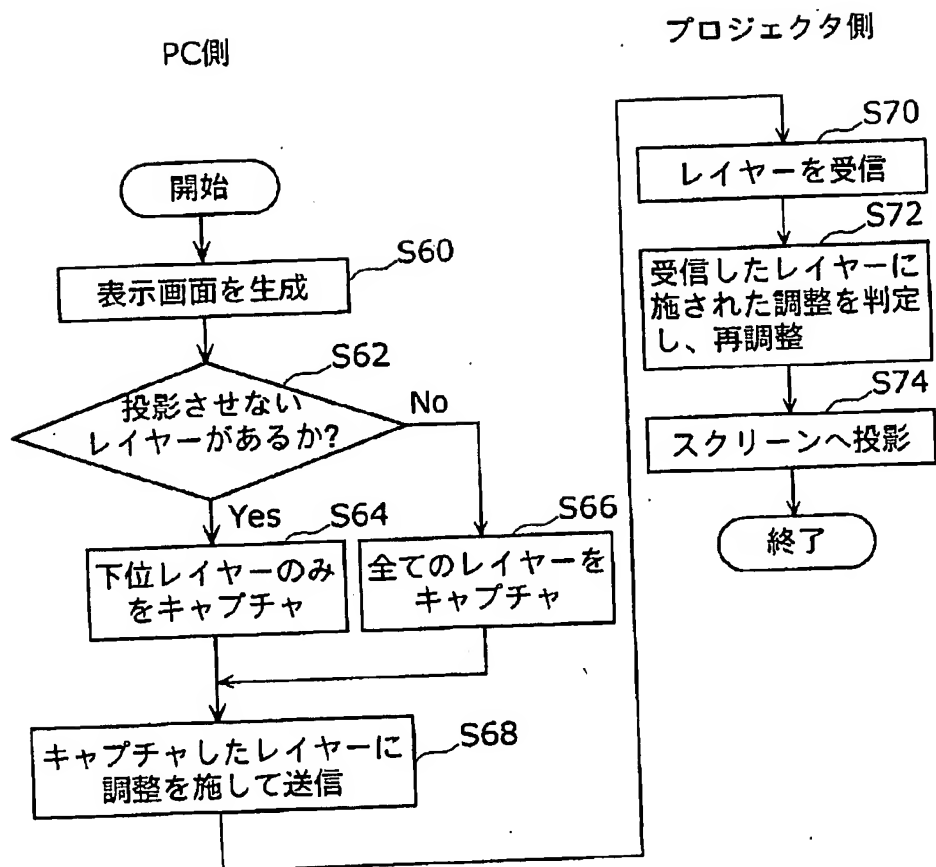 PC側
開始
S60
表示画面を生成
S62
投影させない
レイヤーがあるか?
No
Yes
S64
下位レイヤーのみ
をキャプチャ
S66
全てのレイヤーを
キャプチャ
S68
キャプチャしたレイヤーに
調整を施して送信
プロジェクタ側
S70
レイヤーを受信
S72
受信したレイヤーに
施された調整を判定
し、再調整
S74
スクリーンへ投影
終了